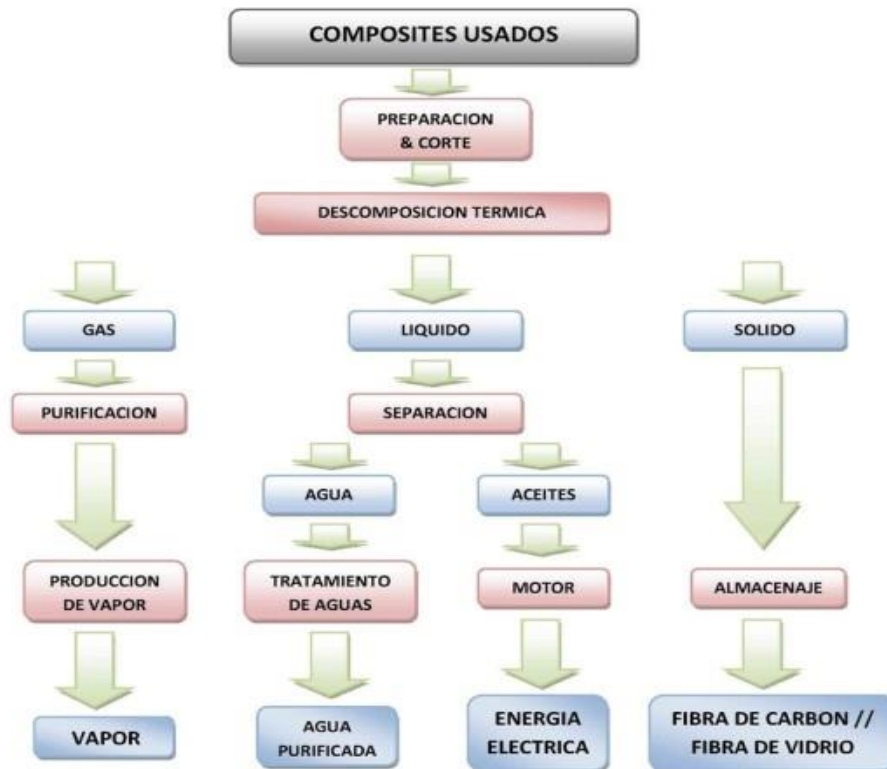 COMPOSITES USADOS
PREPARACION
& CORTE
DESCOMPOSICION TERMICA
GAS
LIQUIDO
SOLIDO
PURIFICACION
SEPARACION
AGUA
ACEITES
PRODUCCION
DE VAPOR
TRATAMIENTO
DE AGUAS
MOTOR
ALMACENAJE
VAPOR
AGUA
PURIFICADA
ENERGIA
ELECTRICA
FIBRA DE CARBON //
FIBRA DE VIDRIO